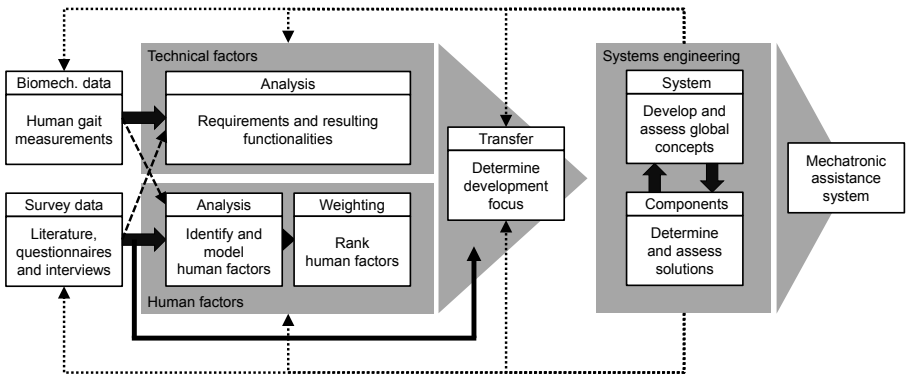 Technical factors
Systems engineering
Biomech. data
Human gait
measurements
Analysis
Requirements and resulting
functionalities
Survey data
Literature,
questionnaires
and interviews
Analysis
Identify and
model
human factors
Weighting
Rank
human factors
Human factors
Transfer
Determine
development
focus
System
Develop and
assess global
concepts
Components
Determine
and assess
solutions
Mechatronic
assistance
system